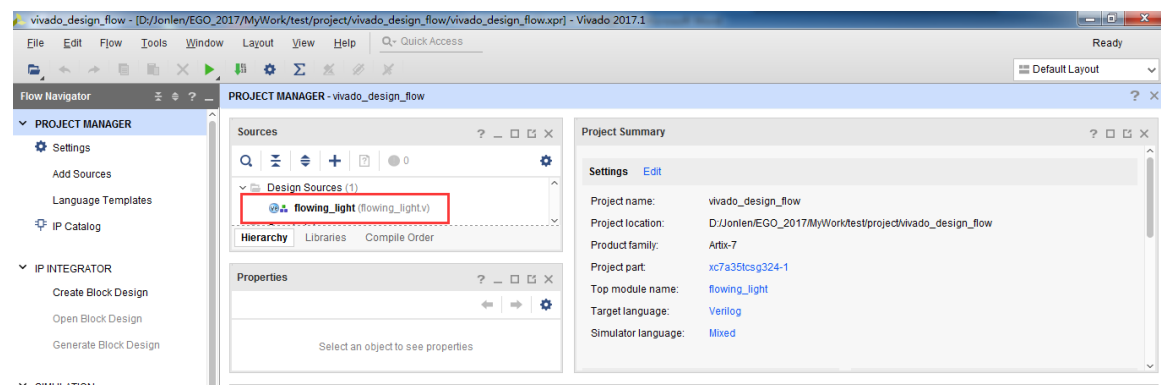 vivado_design_flow - [D:/Jonlen/EGO_2017/MyWork/test/project/vivado_design_flow/vivado_design_flow.xpr] - Vivado 2017.1
File Edit Flow Tools Window Layout View Help Quick Access Ready
Default Layout
Flow Navigator
PROJECT MANAGER - vivado_design_flow
PROJECT MANAGER
Settings
Add Sources
Language Templates
IP Catalog
IP INTEGRATOR
Create Block Design
Open Block Design
Generate Block Design
Sources
0
Design Sources (1)
flowing_light (flowing_light.v)
Hierarchy Libraries Compile Order
Properties
Select an object to see properties
Project Summary
Settings Edit
Project name: vivado_design_flow
Project location: D:/Jonlen/EGO_2017/MyWork/test/project/vivado_design_flow
Product family: Artix-7
Project part: xc7a35tcsg324-1
Top module name: flowing_light
Target language: Verilog
Simulator language: Mixed